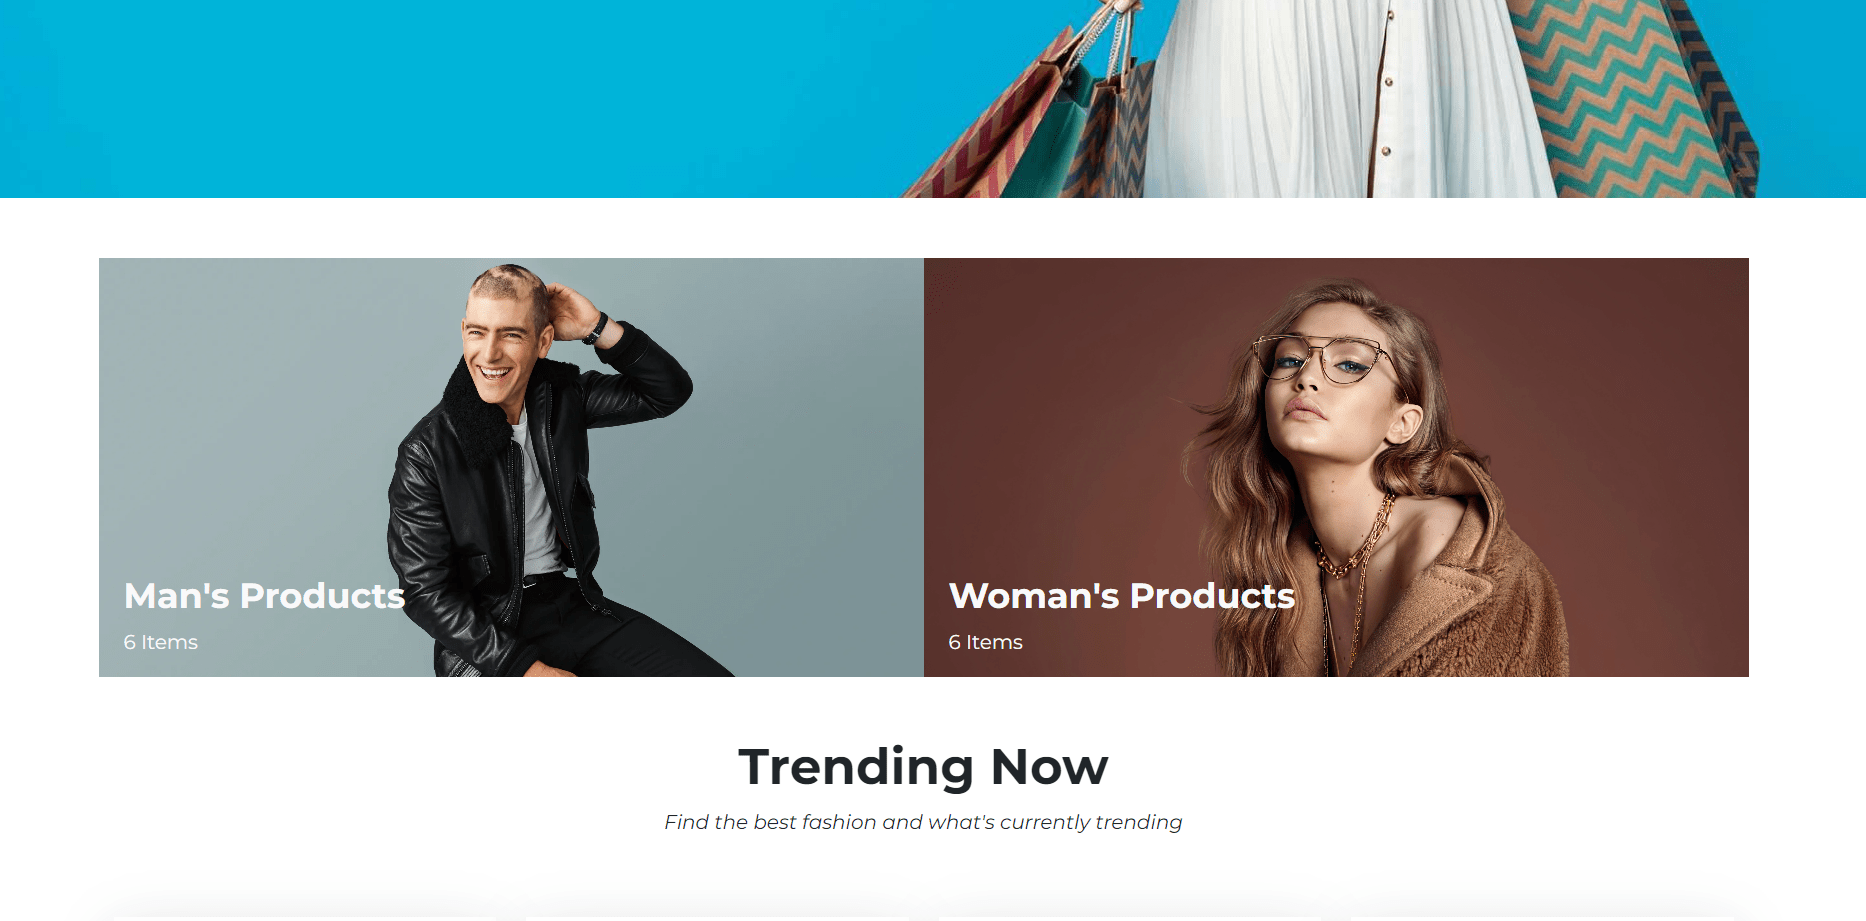 Man's Products
6 Items
Woman's Products
6 Items
Trending Now
Find the best fashion and what's currently trending